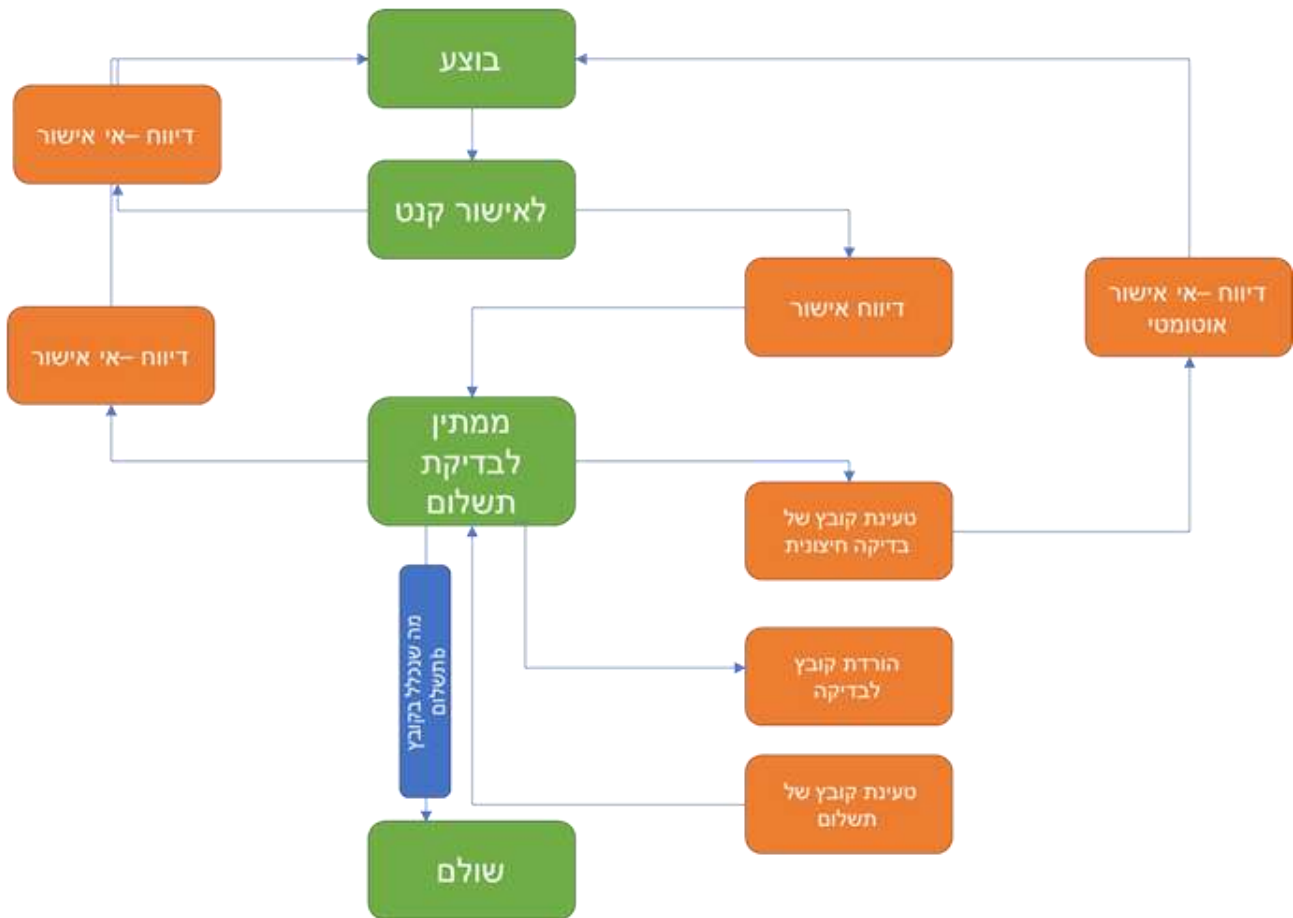 בוצע
דיווח –אי אישור
לאישור קנט
דיווח אישור
דיווח –אי אישור
אוטומטי
דיווח –אי אישור
ממתין
לבדיקת
תשלום
טעינת קובץ של
בדיקה חיצונית
מה שנכלל בקובץ
bתשלום
הורדת קובץ
לבדיקה
טעינת קובץ של
תשלום
שולם